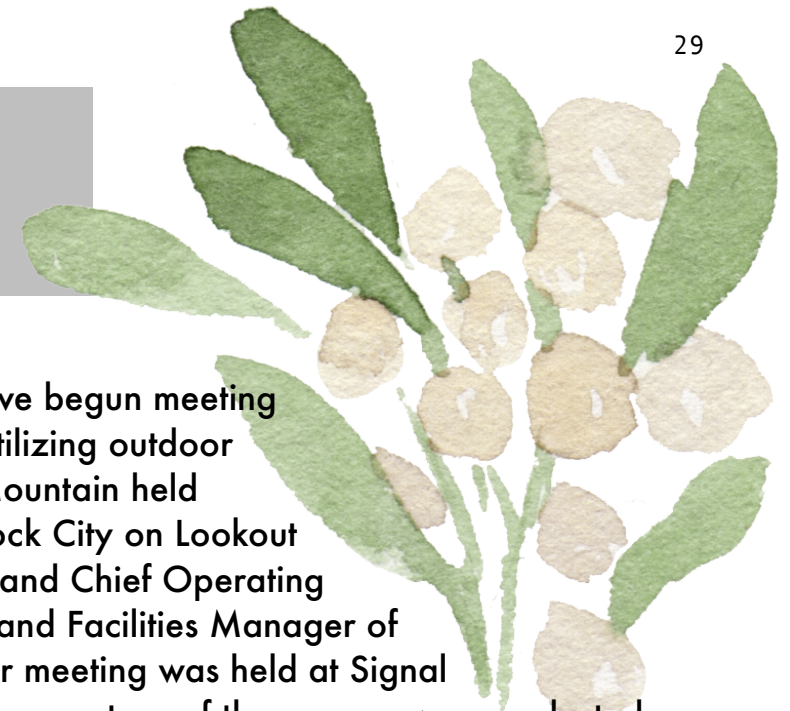 29
ve begun meeting
tilizing outdoor
ountain held
ock City on Lookout
and Chief Operating
and Facilities Manager of
r meeting was held at Signal